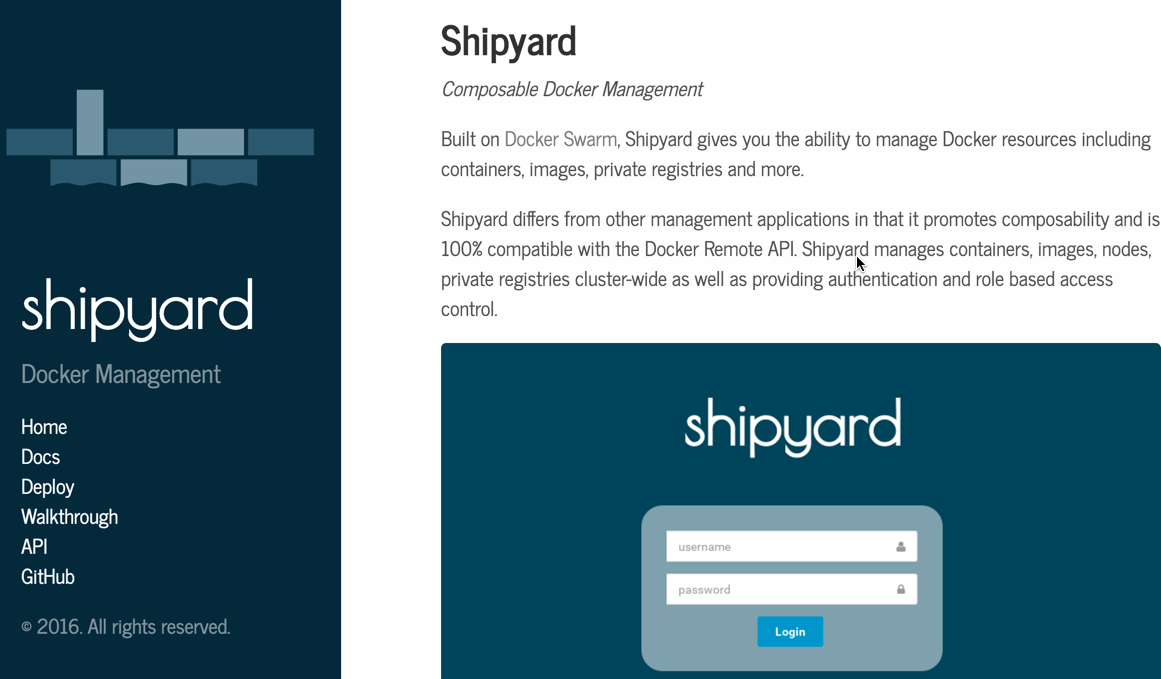 shipyard
Docker Management
Home
Docs
Deploy
Walkthrough
API
GitHub
© 2016. All rights reserved.
Shipyard
Composable Docker Management
Built on Docker Swarm, Shipyard gives you the ability to manage Docker resources including
containers, images, private registries and more.
Shipyard differs from other management applications in that it promotes composability and is
100% compatible with the Docker Remote API. Shipyard manages containers, images, nodes,
private registries cluster-wide as well as providing authentication and role based access
control.
shipyard
username
password
Login